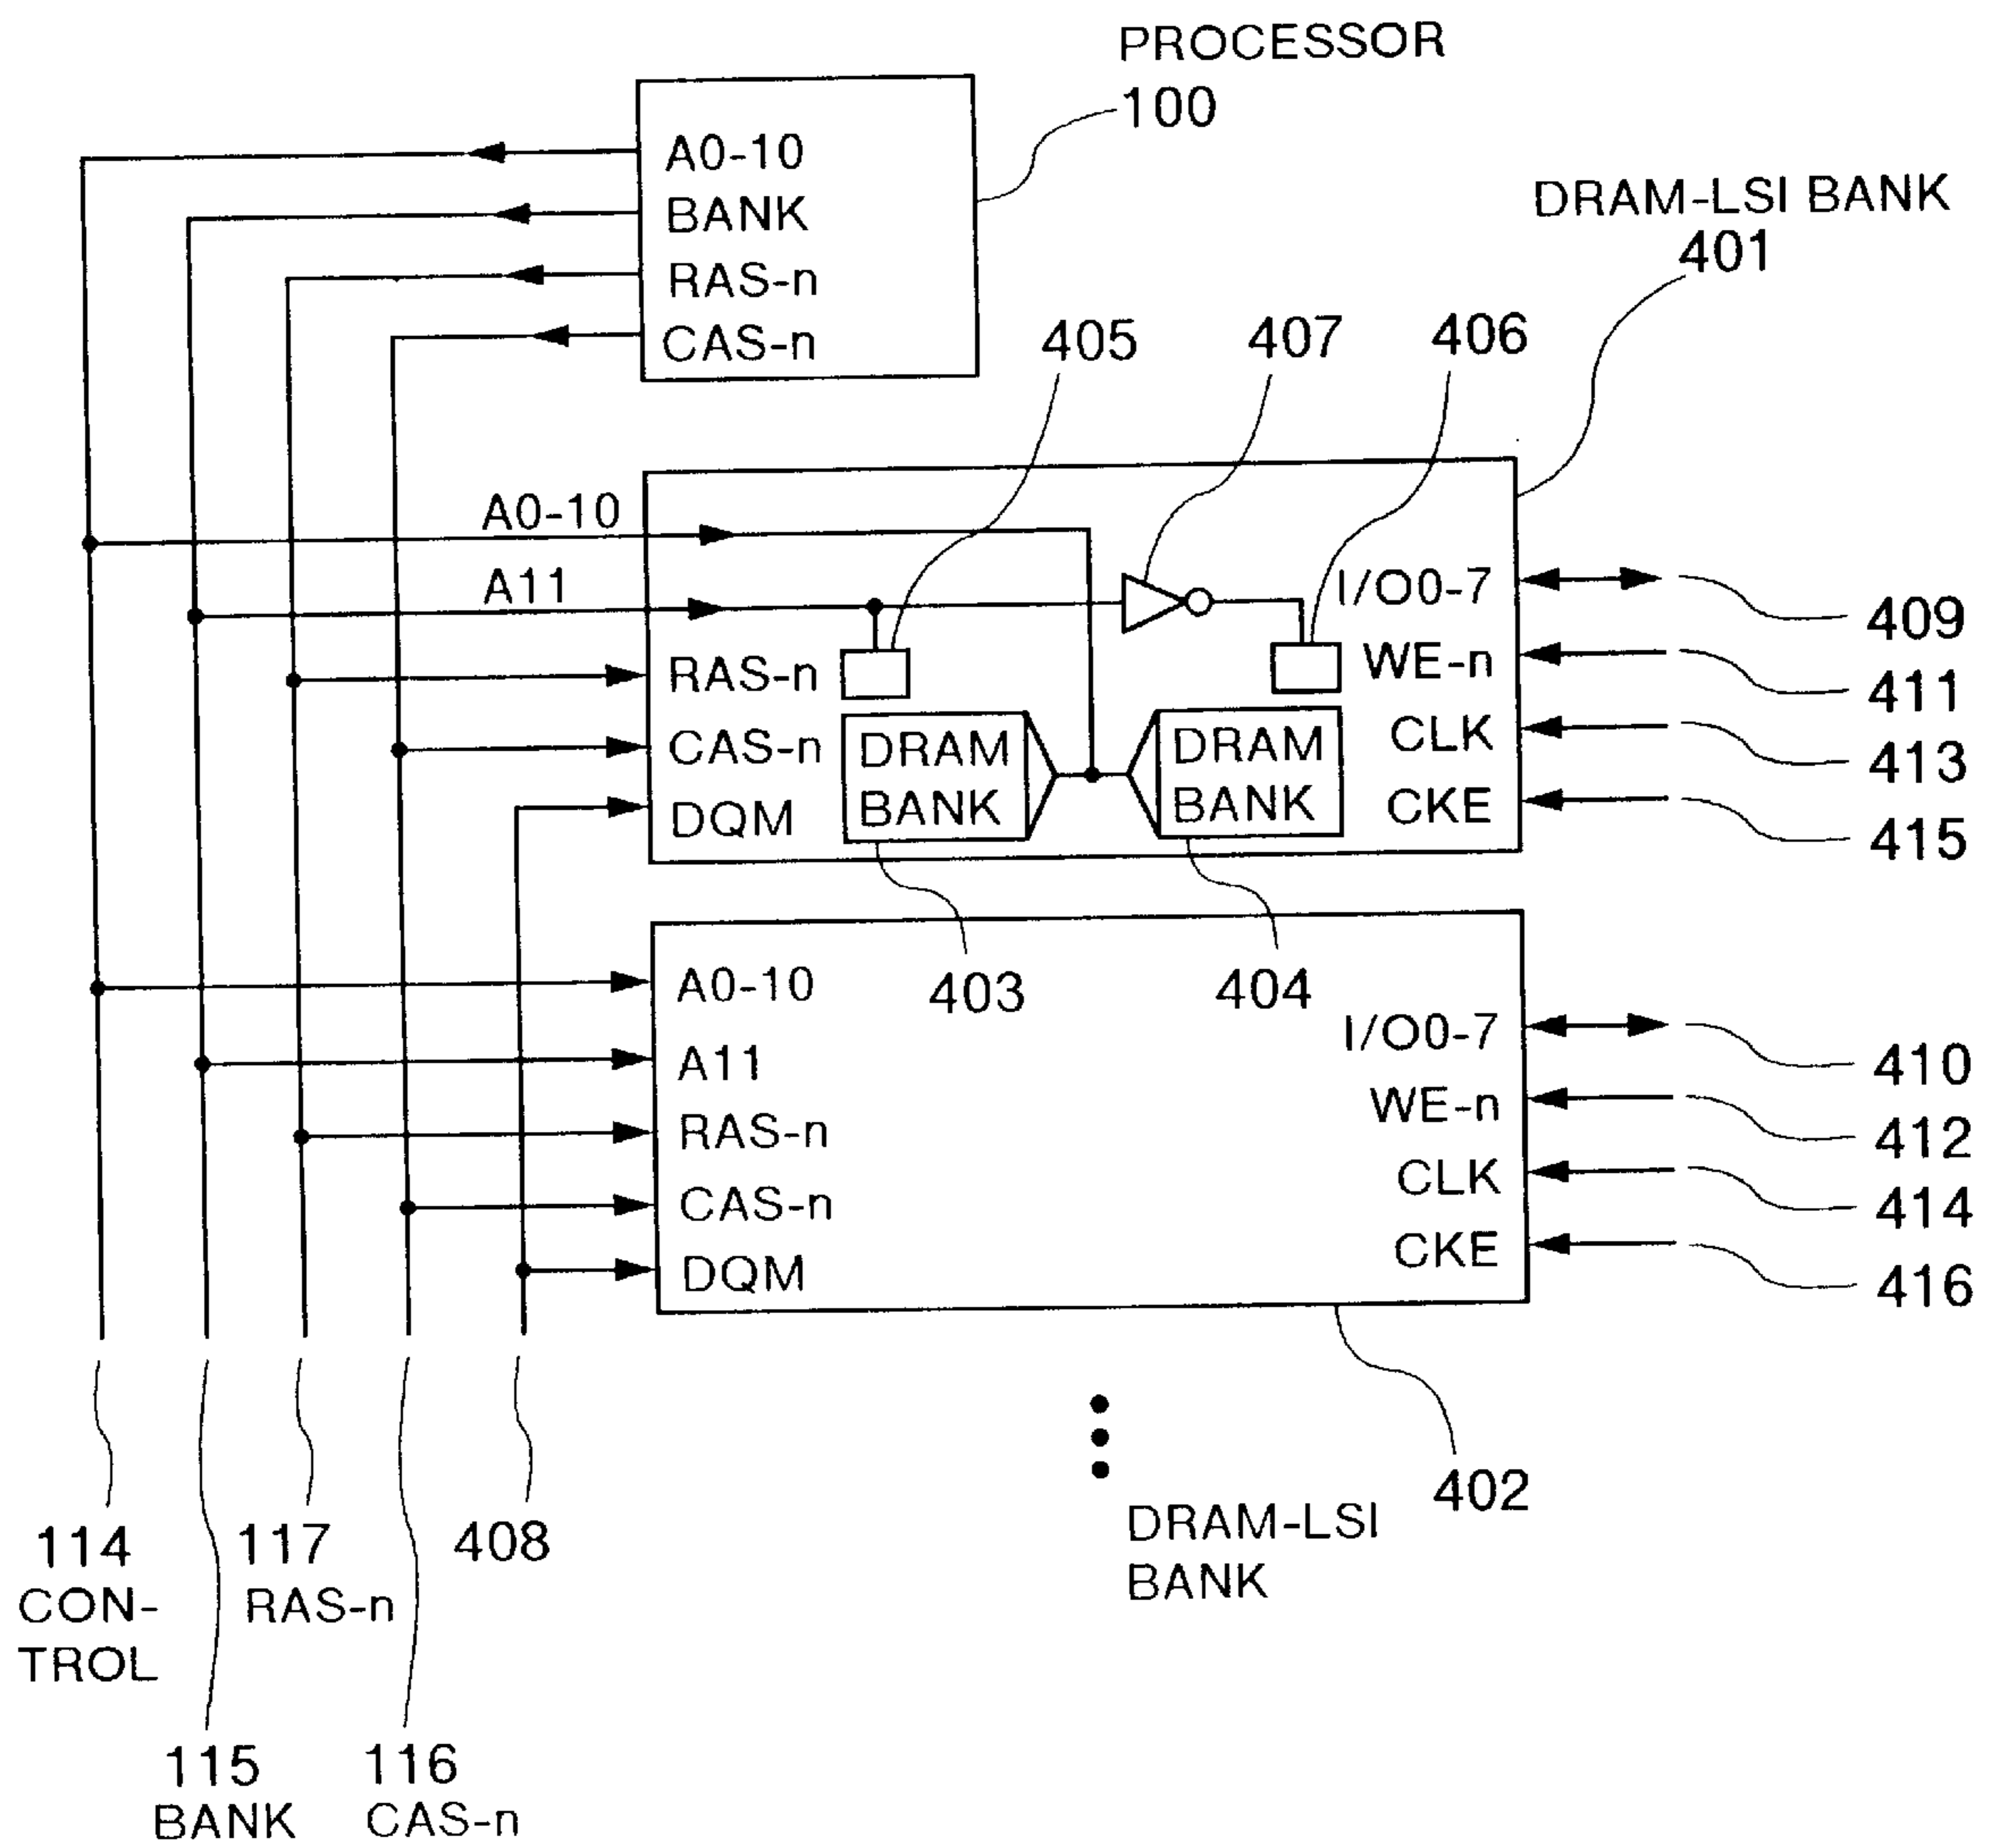 PROCESSOR
100
A0-10
BANK
RAS-n
CAS-n
DRAM-LSI BANK
401
405
407
406
A0-10
A11
RAS-n
CAS-n
DQM
DRAM
BANK
DRAM
BANK
I/O0-7
WE-n
CLK
CKE
409
411
413
415
403
404
A0-10
A11
RAS-n
CAS-n
DQM
I/O0-7
WE-n
CLK
CKE
410
412
414
416
402
DRAM-LSI
BANK
114
CON-
TROL
117
RAS-n
408
115
BANK
116
CAS-n